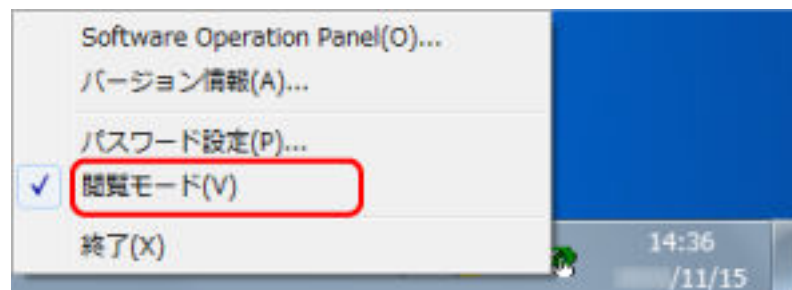 Software Operation Panel(O)...
バージョン情報(A)...
パスワード設定(P)...
閲覧モード(V)
終了(X)
14:36
/11/15